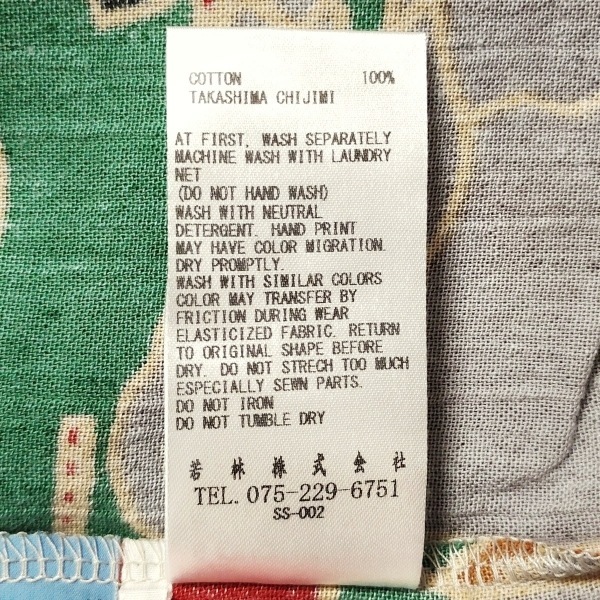 COTTON 100%
TAKASHIMA CHIJIMI
AT FIRST, WASH SEPARATELY
MACHINE WASH WITH LAUNDRY
NET
(DO NOT HAND WASH)
WASH WITH NEUTRAL
DETERGENT. HAND PRINT
MAY HAVE COLOR MIGRATION.
DRY PROMPTLY.
WASH WITH SIMILAR COLORS
COLOR MAY TRANSFER BY
FRICTION DURING WEAR
ELASTICIZED FABRIC. RETURN
TO ORIGINAL SHAPE BEFORE
DRY. DO NOT STRECH TOO MUCH
ESPECIALLY SEWN PARTS.
DO NOT IRON
DO NOT TUMBLE DRY
若林株式会社
TEL. 075-229-6751
SS-002